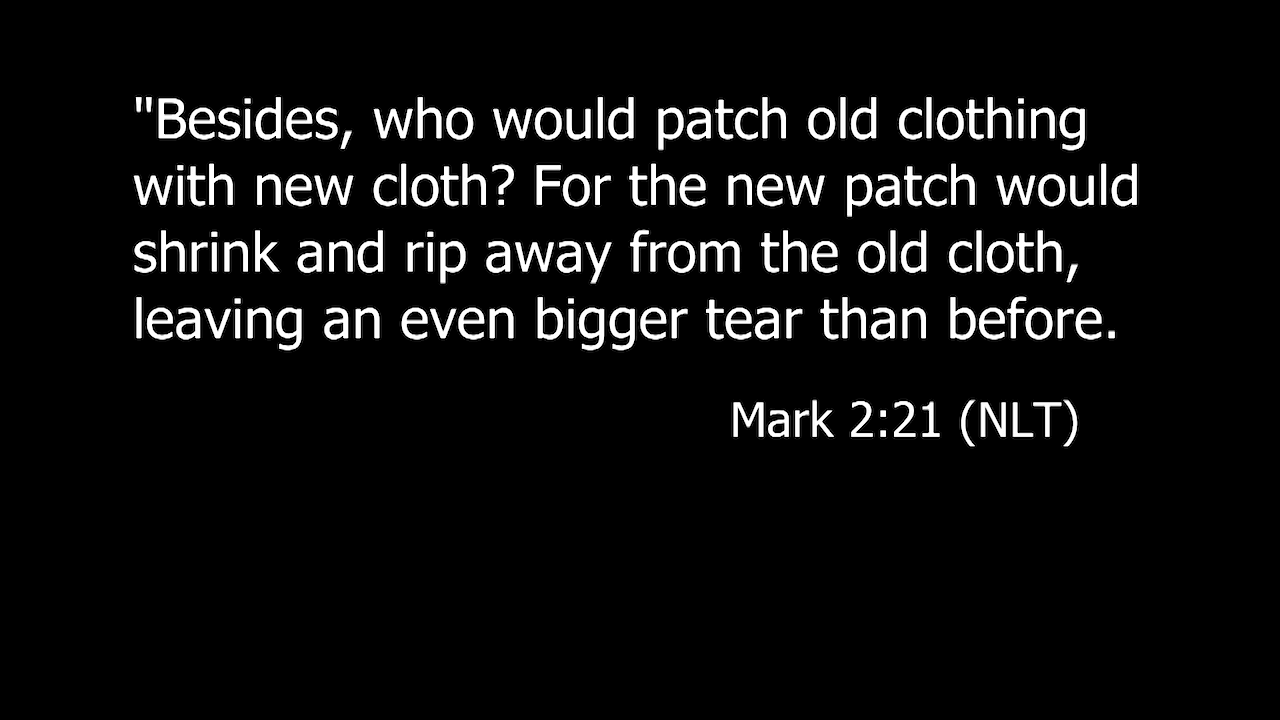 "Besides, who would patch old clothing
with new cloth? For the new patch would
shrink and rip away from the old cloth,
leaving an even bigger tear than before.
Mark 2:21 (NLT)